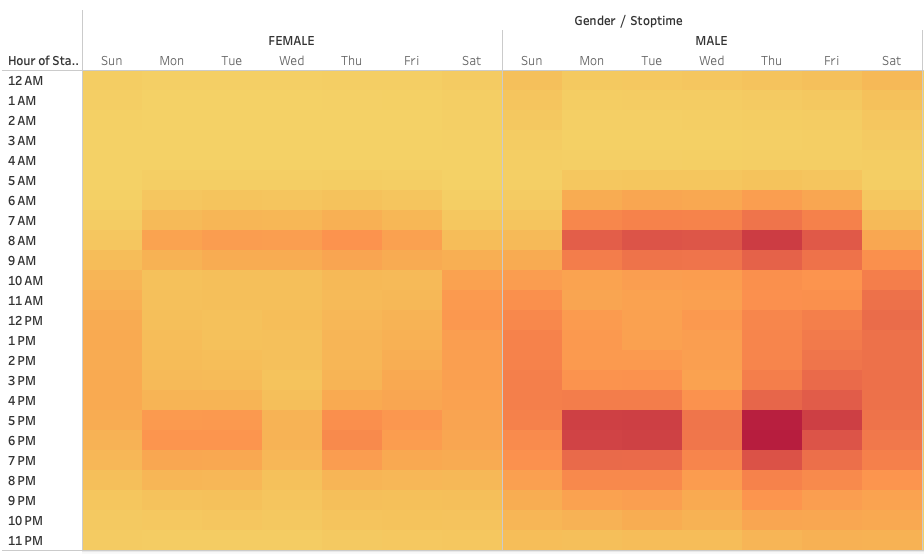 Gender / Stoptime
FEMALE MALE
Hour of Sta.. Sun Mon Tue Wed Thu Fri Sat Sun Mon Tue Wed Thu Fri Sat
12 AM
1 AM
2 AM
3 AM
4 AM
5 AM
6 AM
7 AM
8 AM
9 AM
10 AM
11 AM
12 PM
1 PM
2 PM
3 PM
4 PM
5 PM
6 PM
7 PM
8 PM
9 PM
10 PM
11 PM